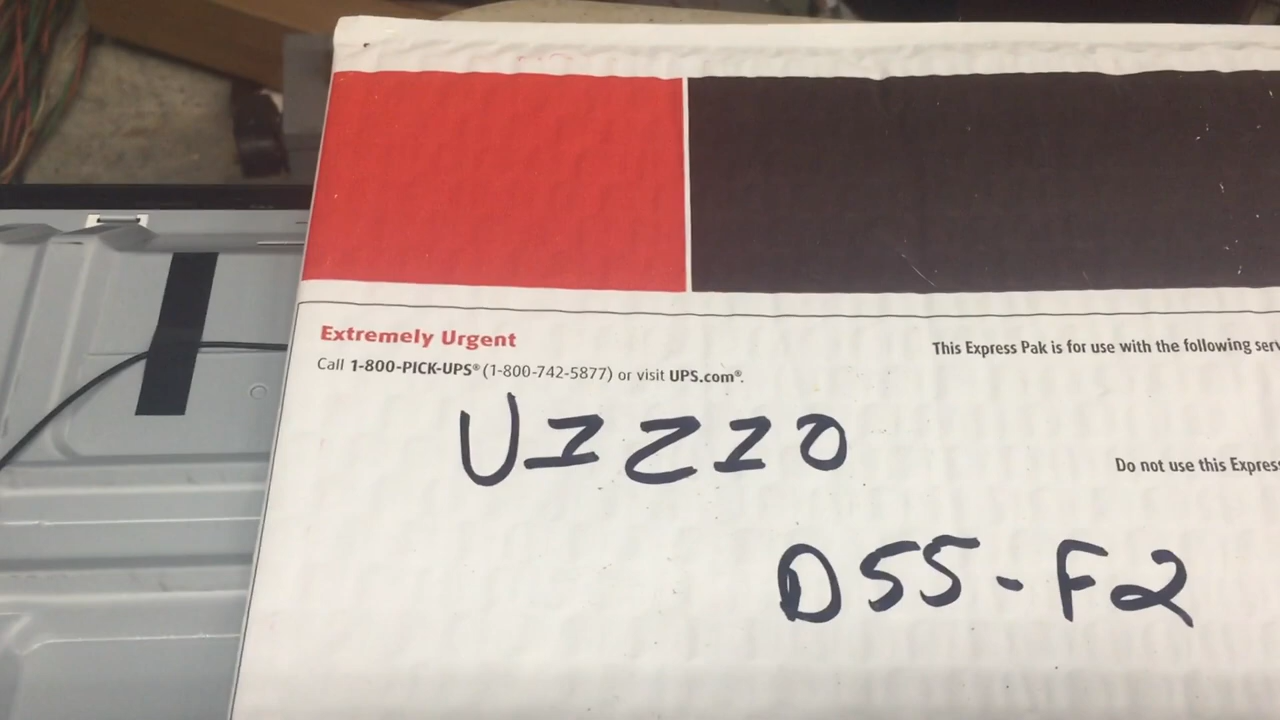 Extremely Urgent
Call 1-800-PICK-UPS® (1-800-742-5877) or visit UPS.com®.
This Express Pak is for use with the following serv
VIZIO
Do not use this Express
D55-F2